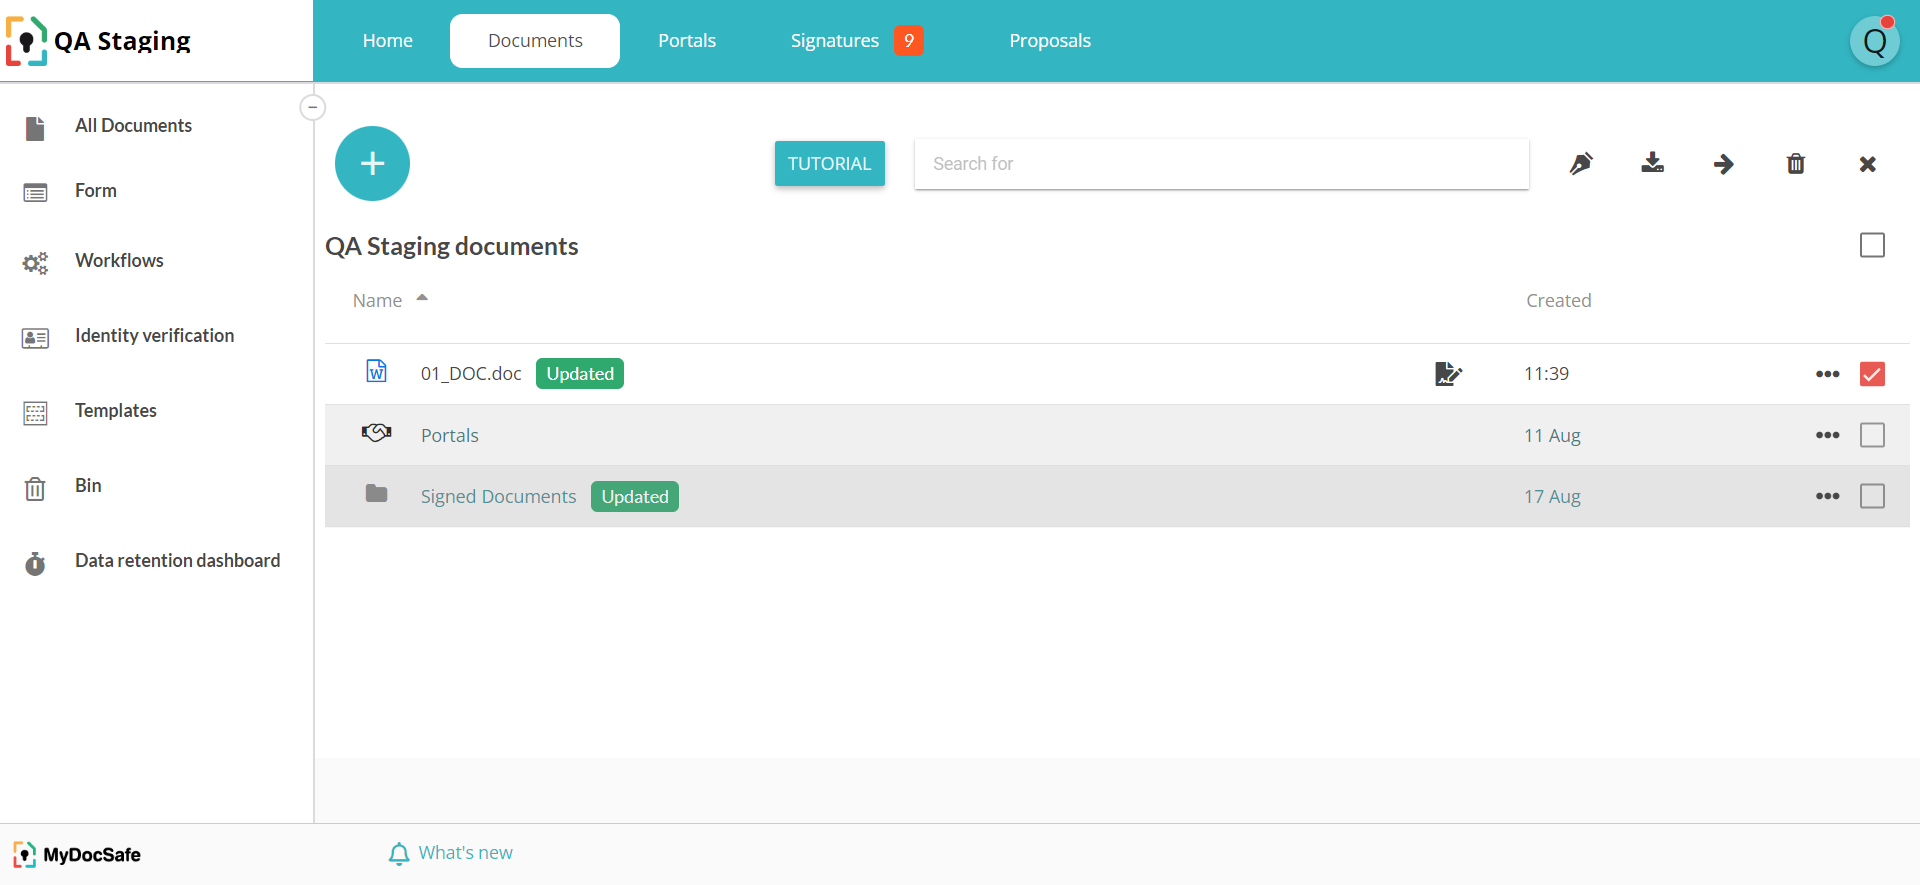 QA Staging
Home
Documents
Portals
Signatures 9
Proposals
Q
All Documents
Form
Workflows
Identity verification
Templates
Bin
Data retention dashboard
TUTORIAL
Search for
QA Staging documents
Name
Created
01_DOC.doc Updated 11:39
Portals 11 Aug
Signed Documents Updated 17 Aug
MyDocSafe
What's new